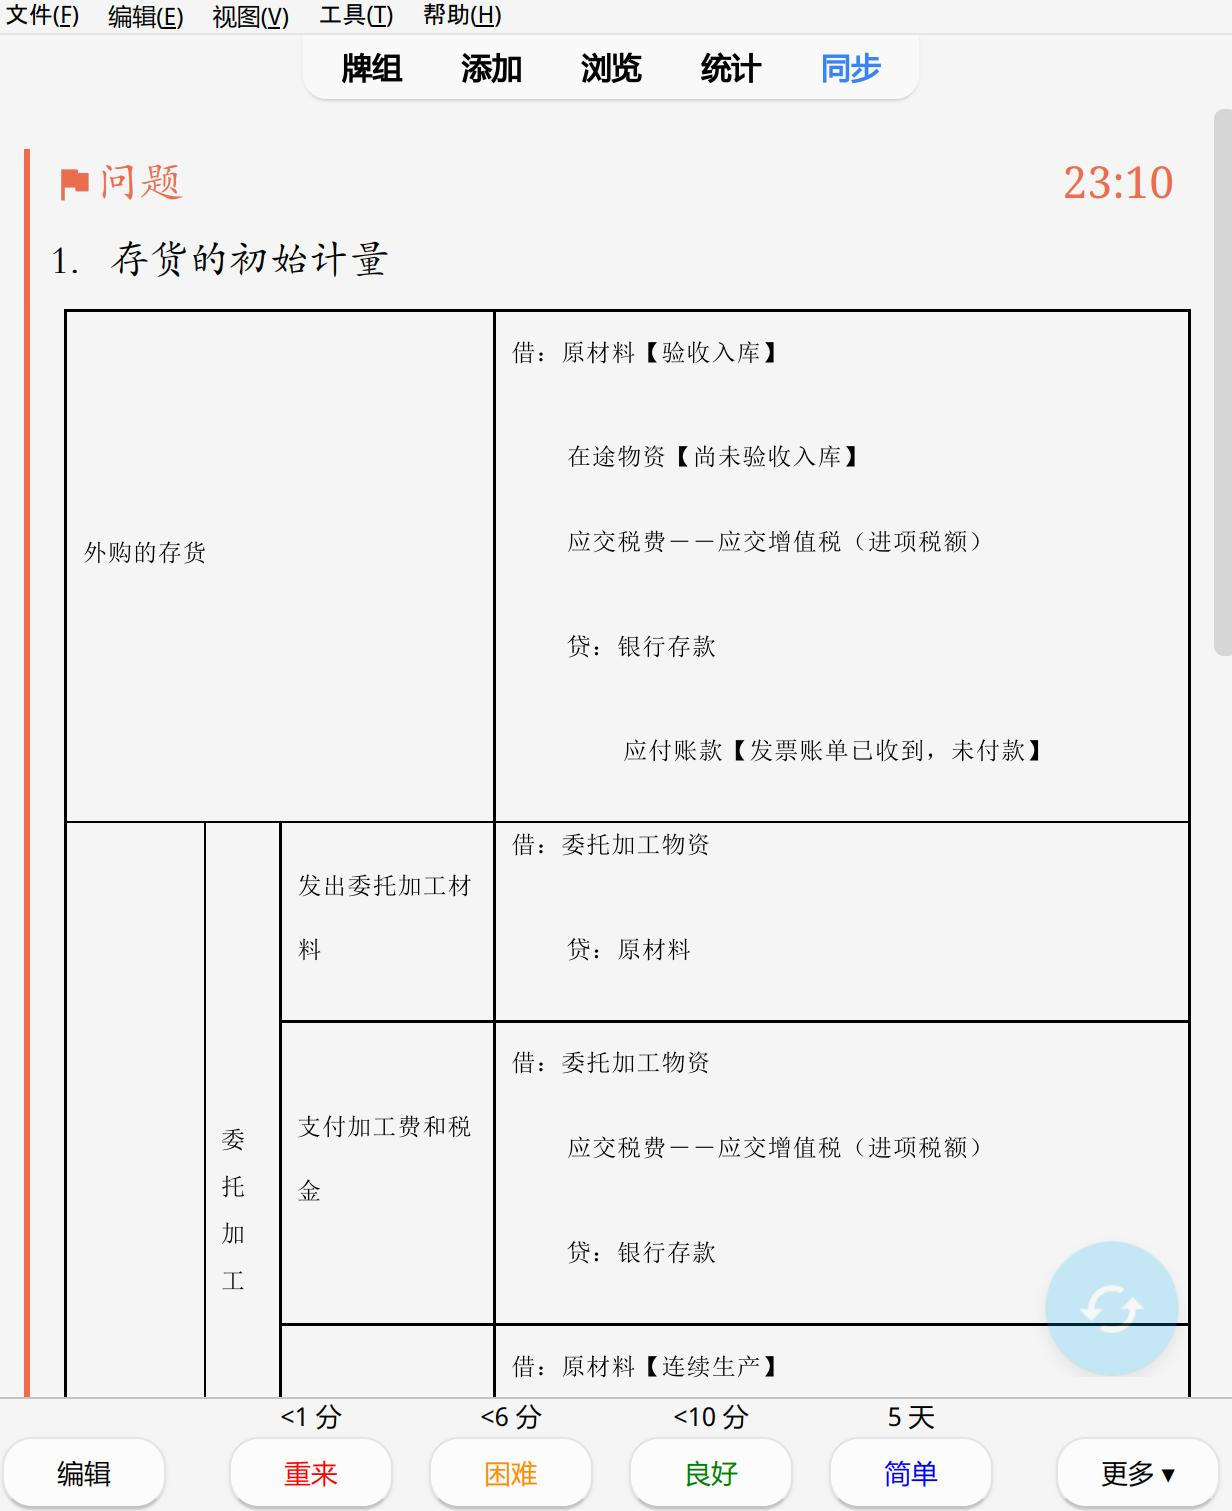 文件(F) 编辑(E) 视图(V) 工具(T) 帮助(H)
牌组 添加 浏览 统计 同步
问题 23:10
1. 存货的初始计量
外购的存货
借：原材料【验收入库】
在途物资【尚未验收入库】
应交税费——应交增值税（进项税额）
贷：银行存款
应付账款【发票账单已收到，未付款】
委
托
加
工
发出委托加工材
料
借：委托加工物资
贷：原材料
支付加工费和税
金
借：委托加工物资
应交税费——应交增值税（进项税额）
贷：银行存款
借：原材料【连续生产】
<1 分 <6 分 <10 分 5 天
编辑 重来 困难 良好 简单 更多 ▾